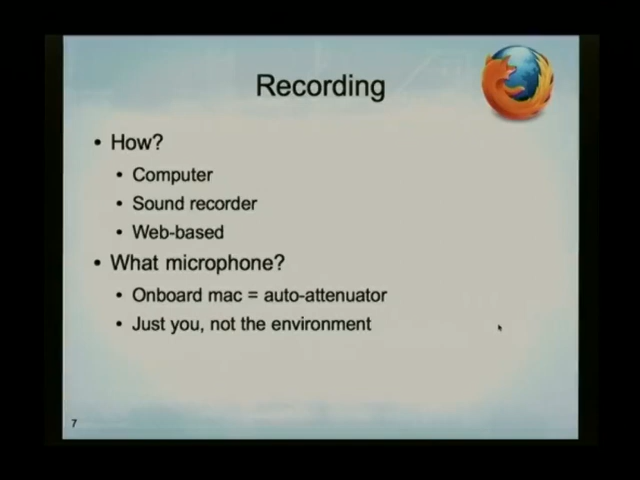 Recording
• How?
• Computer
• Sound recorder
• Web-based
• What microphone?
• Onboard mac = auto-attenuator
• Just you, not the environment
7